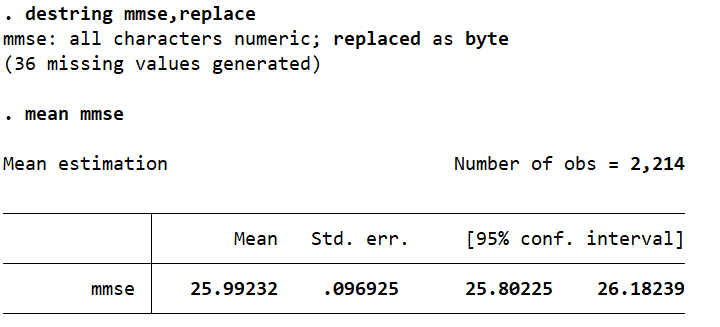 . destring mmse,replace
mmse: all characters numeric; replaced as byte
(36 missing values generated)
. mean mmse
Mean estimation Number of obs = 2,214
Mean Std. err. [95% conf. interval]
mmse 25.99232 .096925 25.80225 26.18239